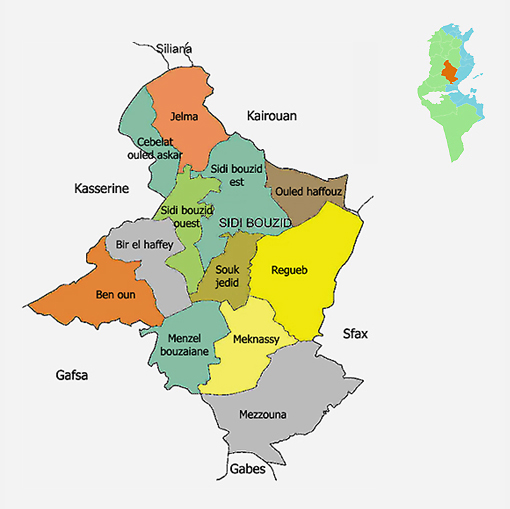 Siliana
Jelma
Kairouan
Cebelat
ouled askar
Sidi bouzid
est
Kasserine
Ouled haffouz
Sidi bouzid
ouest
SIDI BOUZID
Bir el haffey
Souk
jedid
Regueb
Ben oun
Menzel
bouzaiane
Meknassy
Sfax
Gafsa
Mezzouna
Gabes